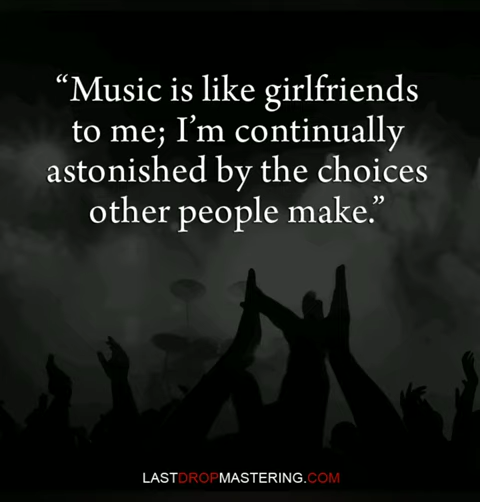 “Music is like girlfriends
to me; I’m continually
astonished by the choices
other people make.”
LASTDROPMASTERING.COM